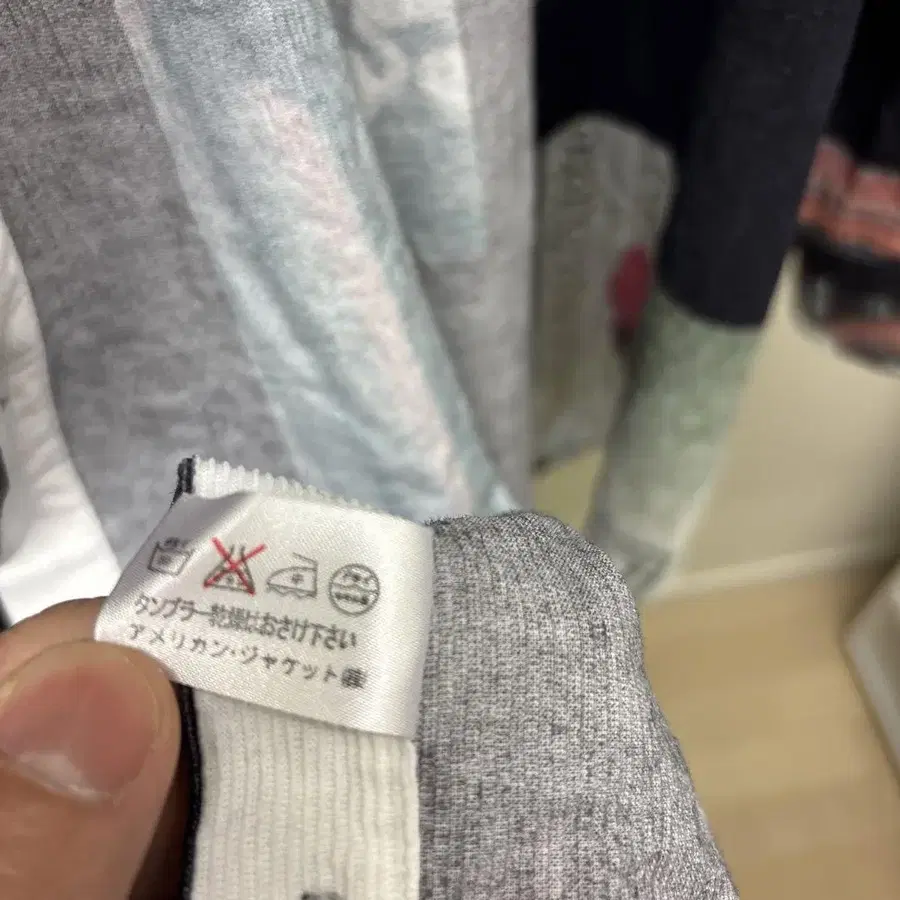 中
タンブラー乾燥はおさけ下さい
アメリカン・ジャケット㈱